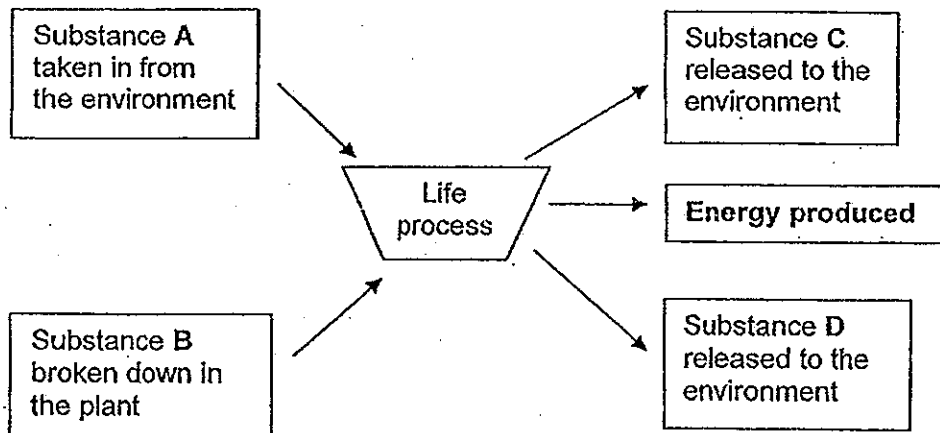 Substance A
taken in from
the environment
Substance C
released to the
environment
Life
process
Energy produced
Substance B
broken down in
the plant
Substance D
released to the
environment